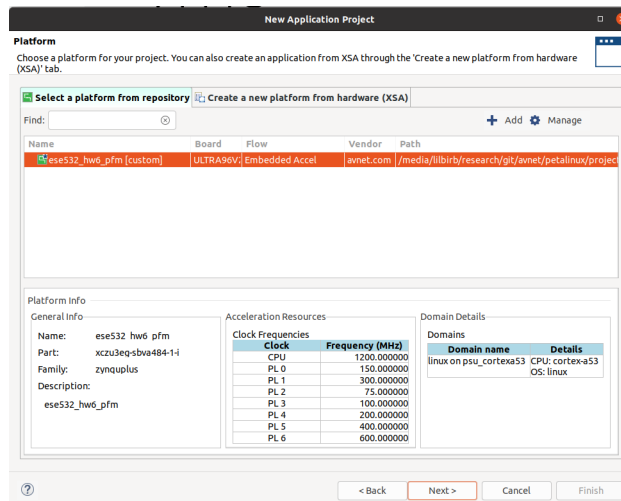 New Application Project
Platform
Choose a platform for your project. You can also create an application from XSA through the 'Create a new platform from hardware
(XSA)' tab.
Select a platform from repository Create a new platform from hardware (XSA)
Find: Add Manage
Name Board Flow Vendor Path
ese532_hw6_pfm [custom] ULTRA96V2 Embedded Accel avnet.com /media/lilbirb/research/git/avnet/petalinux/project
Platform Info
General Info Acceleration Resources Domain Details
Name: ese532_hw6_pfm
Part: xczu3eg-sbva484-1-i
Family: zynquplus
Description:
ese532_hw6_pfm
Clock Frequencies
Clock Frequency (MHz)
CPU 1200.000000
PL 0 150.000000
PL 1 300.000000
PL 2 75.000000
PL 3 100.000000
PL 4 200.000000
PL 5 400.000000
PL 6 600.000000
Domains
Domain name Details
linux on psu_cortexa53 CPU: cortex-a53
OS: linux
< Back Next > Cancel Finish